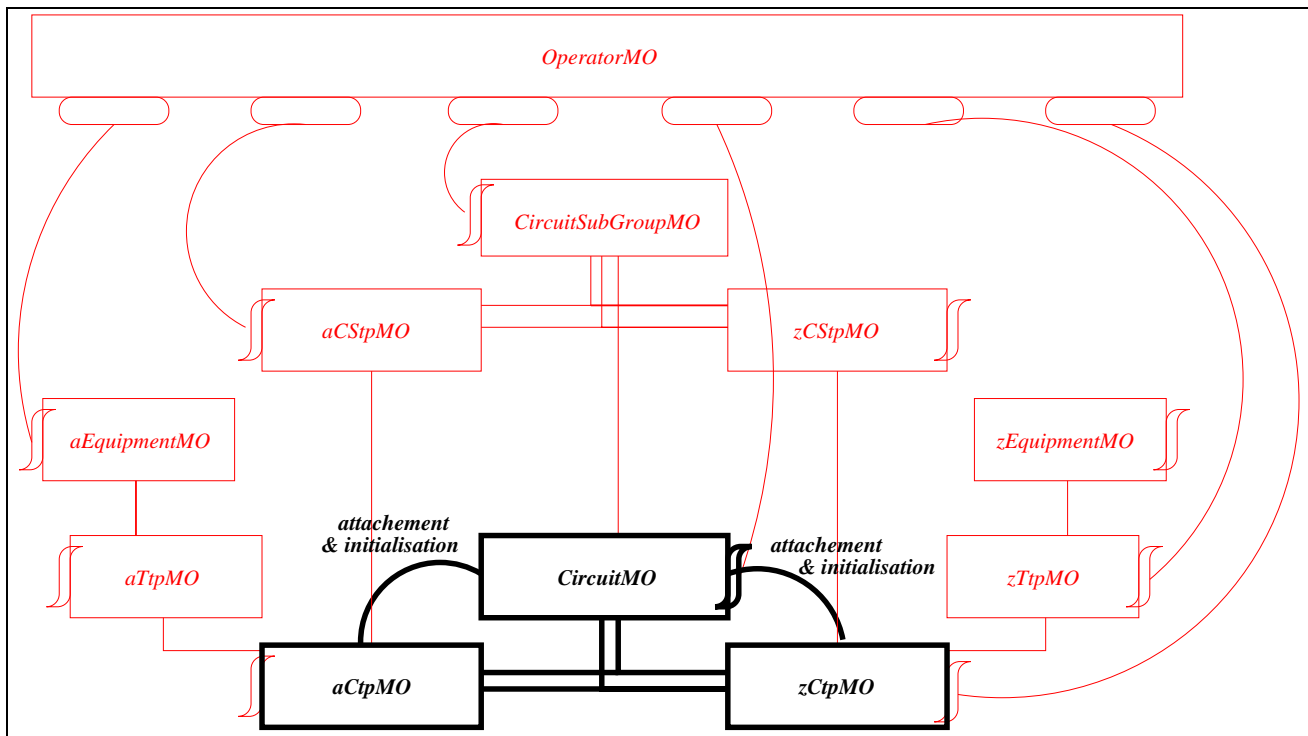 OperatorMO
CircuitSubGroupMO
aCStpMO
zCStpMO
aEquipmentMO
zEquipmentMO
attachement
& initialisation
CircuitMO
attachement
& initialisation
aTtpMO
zTtpMO
aCtpMO
zCtpMO